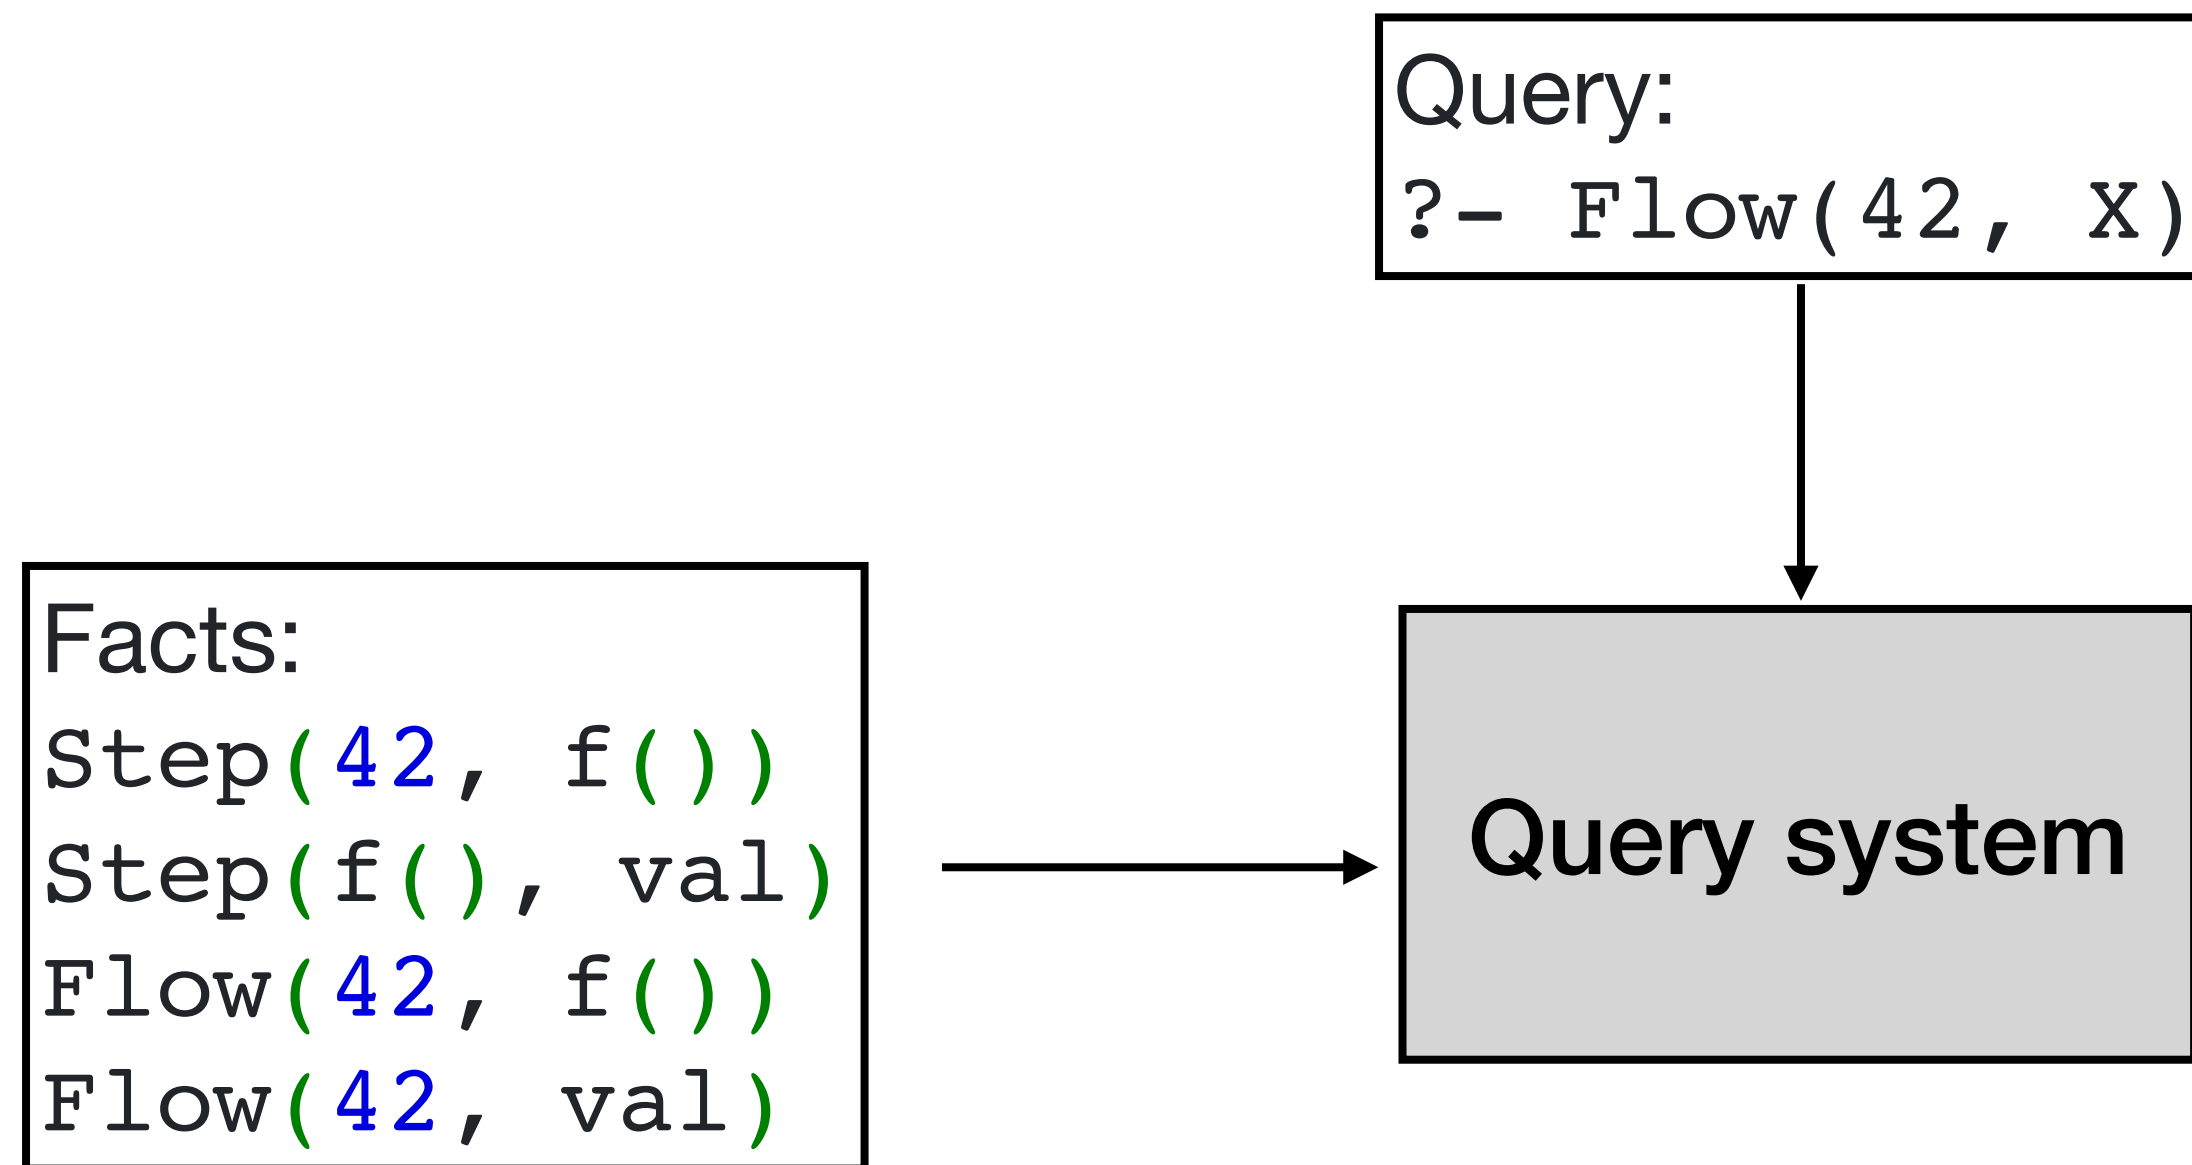 Query:
?- Flow(42, X)
Facts:
Step(42, f())
Step(f(), val)
Flow(42, f())
Flow(42, val)
Query system